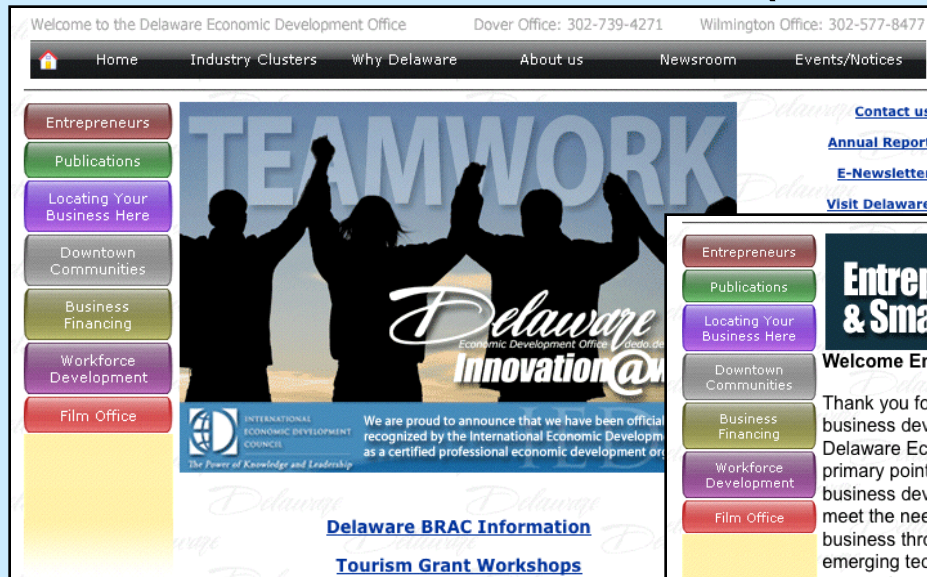 Welcome to the Delaware Economic Development Office Dover Office: 302-739-4271 Wilmington Office: 302-577-8477
Home Industry Clusters Why Delaware About us Newsroom Events/Notices
Entrepreneurs
Publications
Locating Your
Business Here
Downtown
Communities
Business
Financing
Workforce
Development
Film Office
TEAMWORK
Delaware
Economic Development Office
Innovation@
INTERNATIONAL
ECONOMIC DEVELOPMENT
COUNCIL
The Power of Knowledge and Leadership
We are proud to announce that we have been official
recognized by the International Economic Developm
as a certified professional economic development or
IED
Contact us
Annual Report
E-Newsletter
Visit Delaware
Delaware BRAC Information
Tourism Grant Workshops
Entrepreneurs
Publications
Locating Your
Business Here
Downtown
Communities
Business
Financing
Workforce
Development
Film Office
Entrep
& Sma
Welcome En
Thank you fo
business dev
Delaware Ec
primary point
business dev
meet the nee
business thro
emerging tec